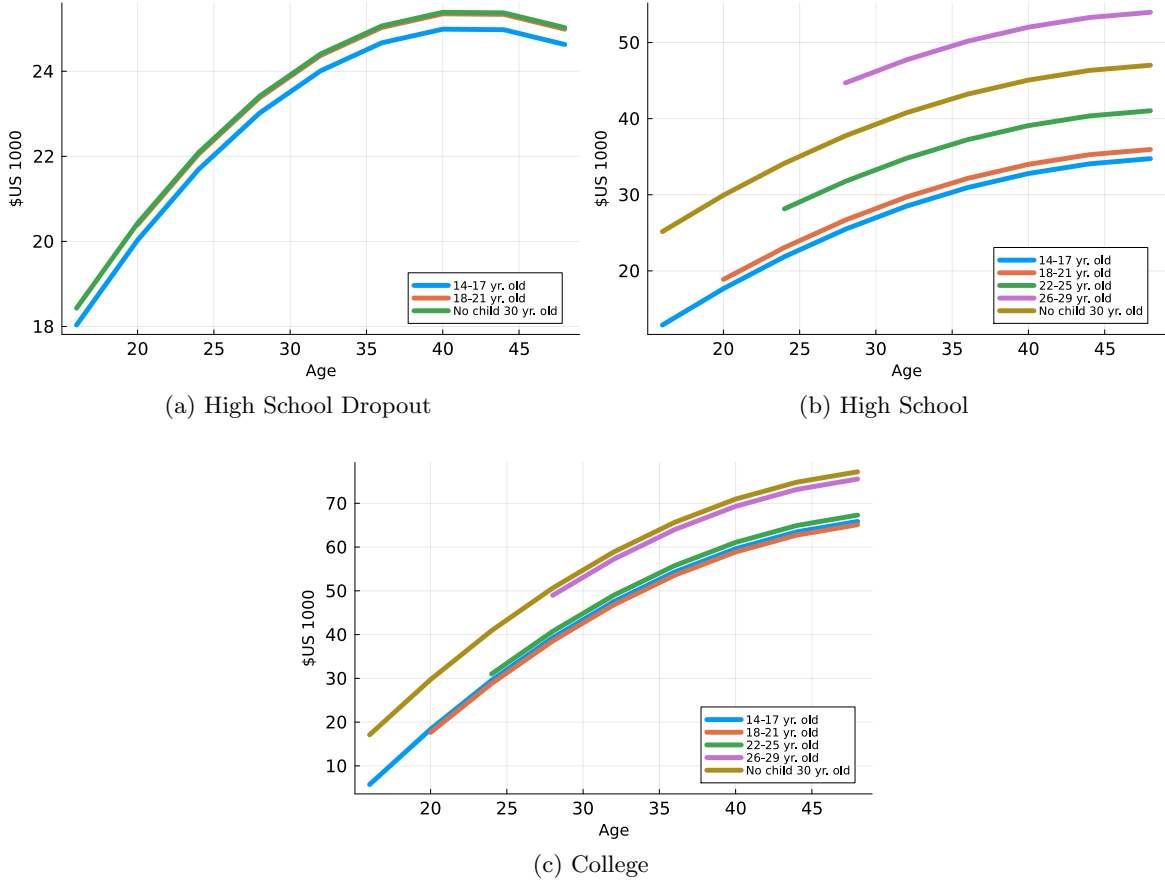 24
22
20
18
$US 1000
20
25
30
35
40
45
Age
14-17 yr. old
18-21 yr. old
No child 30 yr. old
(a) High School Dropout
50
40
30
20
$US 1000
20
25
30
35
40
45
Age
14-17 yr. old
18-21 yr. old
22-25 yr. old
26-29 yr. old
No child 30 yr. old
(b) High School
70
60
50
40
30
20
10
$US 1000
20
25
30
35
40
45
Age
14-17 yr. old
18-21 yr. old
22-25 yr. old
26-29 yr. old
No child 30 yr. old
(c) College